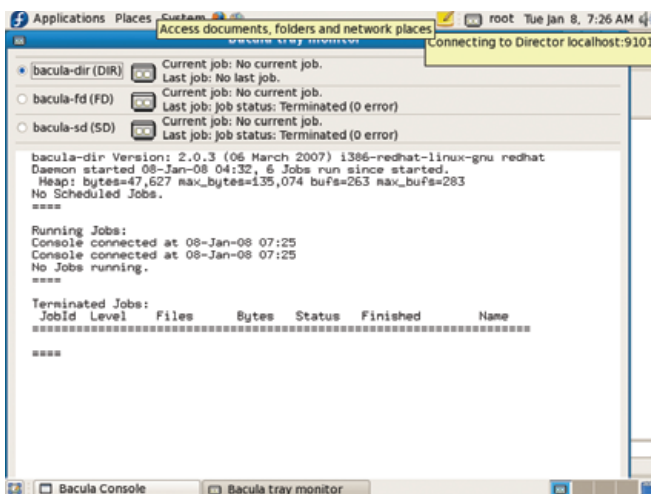 Applications Places System root Tue Jan 8, 7:26 AM
Access documents, folders and network places
Bacula tray monitor
Connecting to Director localhost:9101
bacula-dir (DIR) Current job: No current job.
Last job: No last job.
bacula-fd (FD) Current job: No current job.
Last job: Job status: Terminated (0 error)
bacula-sd (SD) Current job: No current job.
Last job: Job status: Terminated (0 error)
bacula-dir Version: 2.0.3 (06 March 2007) i386-redhat-linux-gnu redhat
Daemon started 08-Jan-08 04:32, 6 Jobs run since started.
Heap: bytes=47,627 max_bytes=135,074 bufs=263 max_bufs=283
No Scheduled Jobs.
====
Running Jobs:
Console connected at 08-Jan-08 07:25
Console connected at 08-Jan-08 07:25
No Jobs running.
====
Terminated Jobs:
JobId Level Files Bytes Status Finished Name
======================================================================
====
Bacula Console Bacula tray monitor